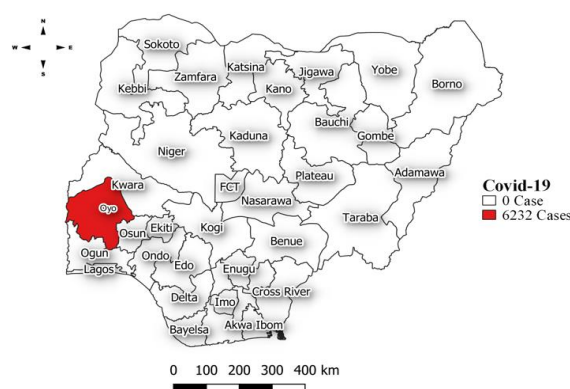 N
W E
S
Sokoto
Katsina
Jigawa
Yobe
Borno
Kebbi
Zamfara
Kano
Bauchi
Gombe
Kaduna
Niger
Adamawa
Plateau
Kwara
FCT
Nasarawa
Taraba
Oyo
Osun
Ekiti
Kogi
Benue
Ogun
Lagos
Ondo
Edo
Enugu
Cross River
Delta
Imo
Bayelsa
Akwa Ibom
Covid-19
0 Case
6232 Cases
0 100 200 300 400 km